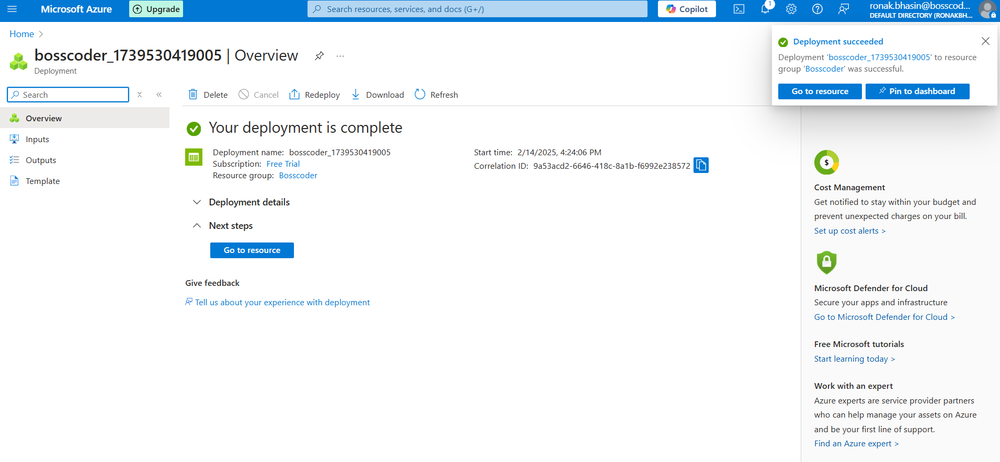 Microsoft Azure
Upgrade
Search resources, services, and docs (G+/)
Copilot
1
ronak.bhasin@bosscod...
DEFAULT DIRECTORY (RONAKBH...
Home
bosscoder_1739530419005 | Overview
...
Deployment
Deployment succeeded
Deployment 'bosscoder_1739530419005' to resource
group 'Bosscoder' was successful.
Go to resource
Pin to dashboard
Search
Delete
Cancel
Redeploy
Download
Refresh
Overview
Inputs
Outputs
Template
Your deployment is complete
Deployment name: bosscoder_1739530419005
Subscription: Free Trial
Resource group: Bosscoder
Start time: 2/14/2025, 4:24:06 PM
Correlation ID: 9a53acd2-6646-418c-8a1b-f6992e238572
Deployment details
Next steps
Go to resource
Give feedback
Tell us about your experience with deployment
$
Cost Management
Get notified to stay within your budget and
prevent unexpected charges on your bill.
Set up cost alerts >
Microsoft Defender for Cloud
Secure your apps and infrastructure
Go to Microsoft Defender for Cloud >
Free Microsoft tutorials
Start learning today >
Work with an expert
Azure experts are service provider partners
who can help manage your assets on Azure
and be your first line of support.
Find an Azure expert >